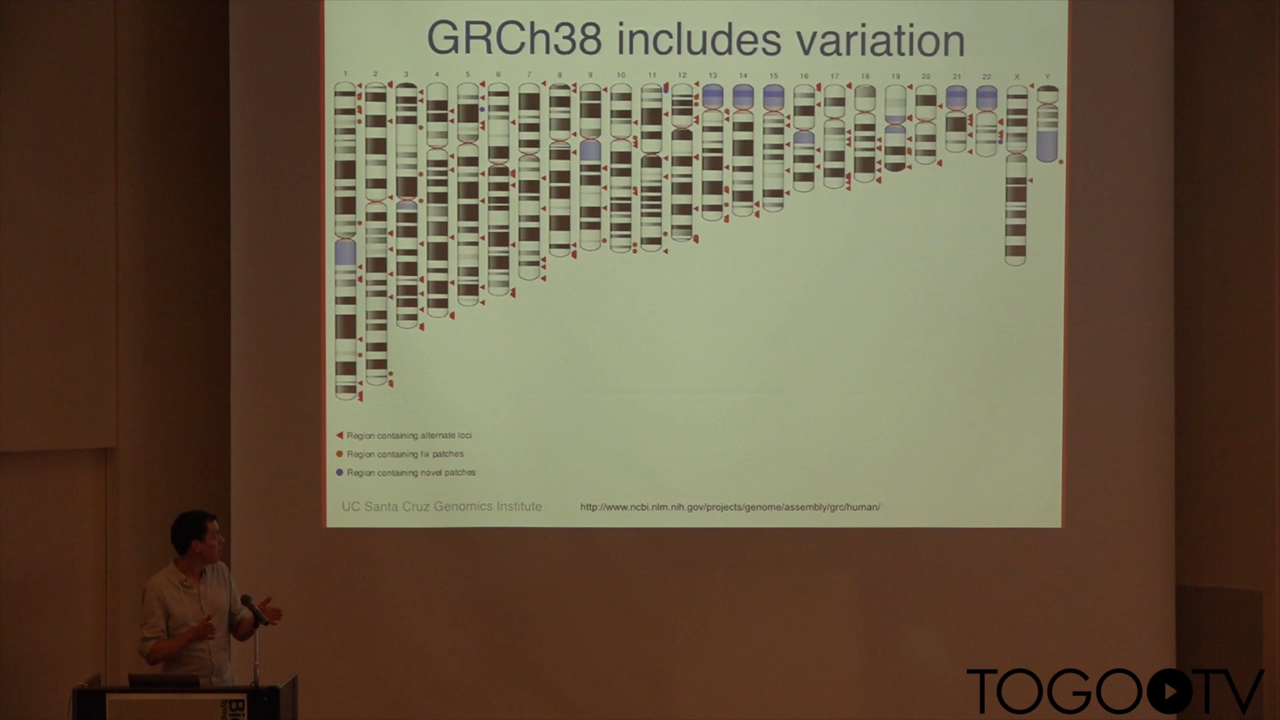 GRCh38 includes variation
1 2 3 4 5 6 7 8 9 10 11 12 13 14 15 16 17 18 19 20 21 22 X Y
Region containing alternate loci
Region containing fix patches
Region containing novel patches
UC Santa Cruz Genomics Institute http://www.ncbi.nlm.nih.gov/projects/genome/assembly/grc/human/
TOGO TV